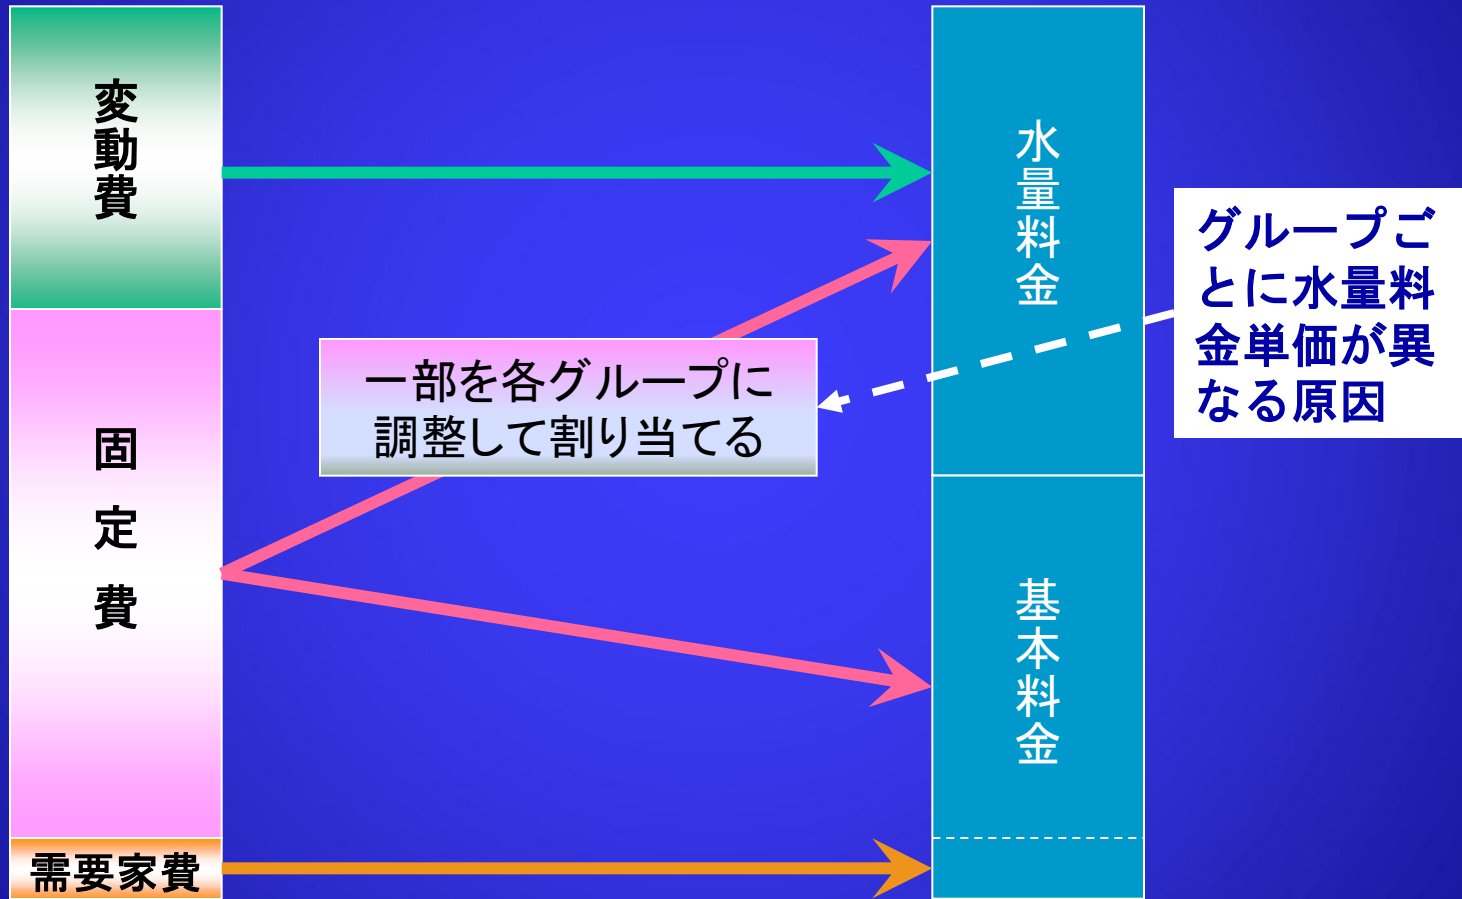 変動費
固定費
需要家費
一部を各グループに
調整して割り当てる
水量料金
基本料金
グループご
とに水量料
金単価が異
なる原因